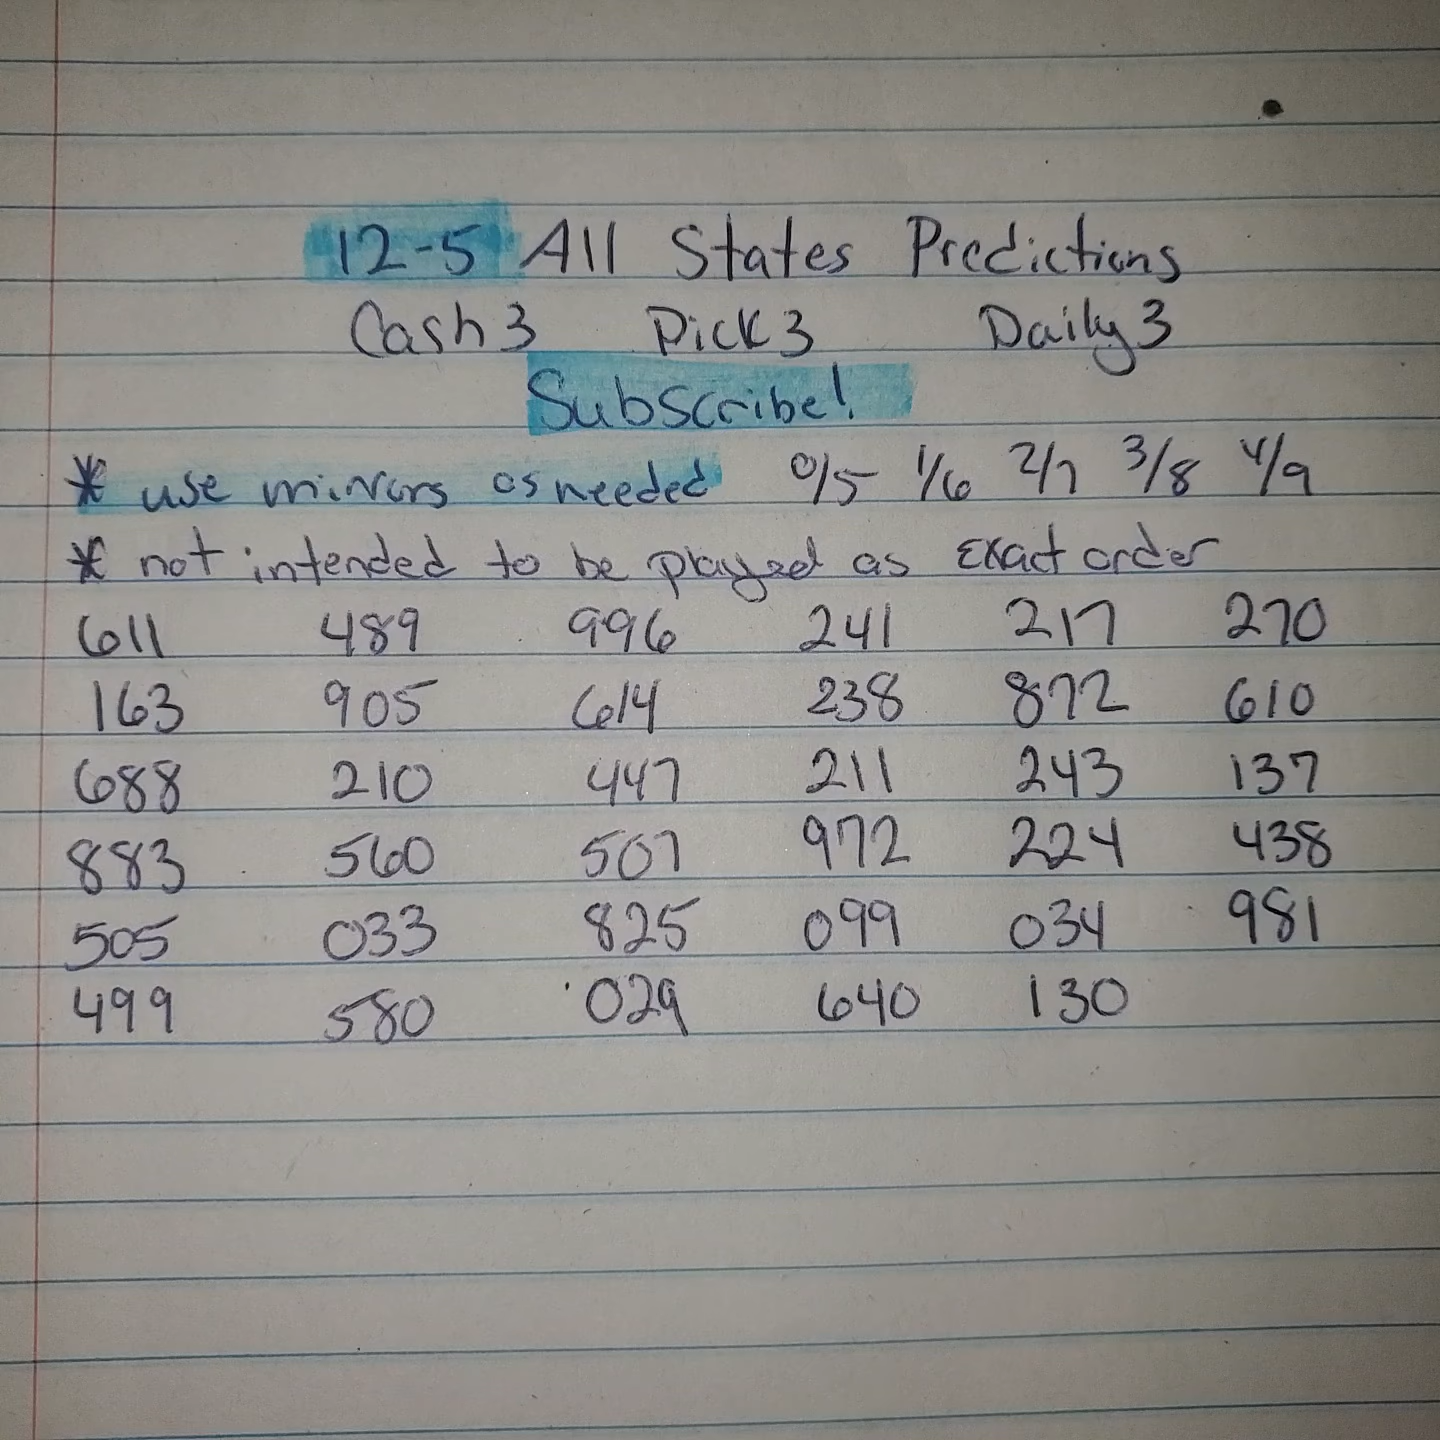 12-5 All States Predictions
Cash 3 Pick 3 Daily 3
Subscribe!
* use mirrors as needed 0/5 1/6 2/7 3/8 4/9
* not intended to be played as Exact order
611 489 996 241 217 270
163 905 614 238 872 610
688 210 447 211 243 137
883 560 507 972 224 438
505 033 825 099 034 981
499 580 029 640 130